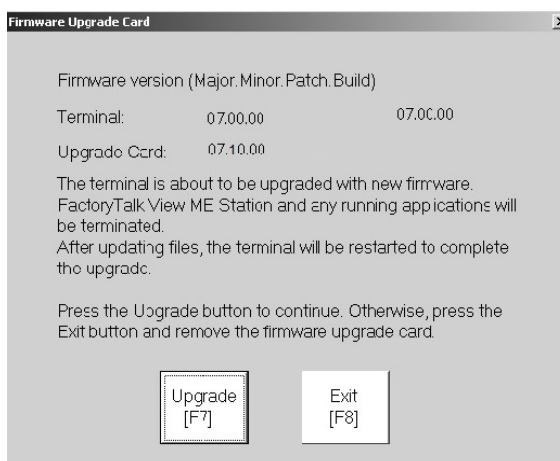 Firmware Upgrade Card
Firmware version (Major.Minor.Patch.Build)
Terminal: 07.00.00 07.00.00
Upgrade Card: 07.10.00
The terminal is about to be upgraded with new firmware.
FactoryTalk View ME Station and any running applications will
be terminated.
After updating files, the terminal will be restarted to complete
the upgrade.
Press the Upgrade button to continue. Otherwise, press the
Exit button and remove the firmware upgrade card.
Upgrade Exit
[F7] [F8]